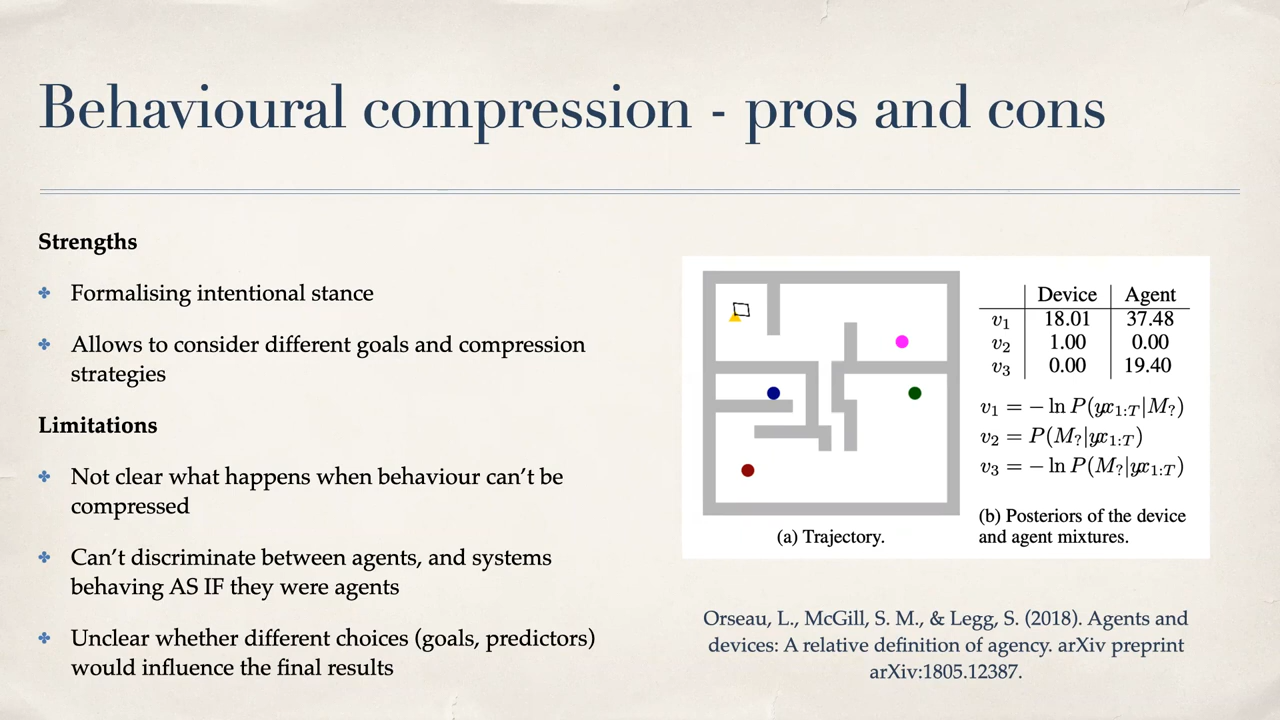 Behavioural compression - pros and cons
Strengths
Formalising intentional stance
Allows to consider different goals and compression
strategies
Limitations
Not clear what happens when behaviour can't be
compressed
Can't discriminate between agents, and systems
behaving AS IF they were agents
Unclear whether different choices (goals, predictors)
would influence the final results
(a) Trajectory.
Device Agent
v₁ 18.01 37.48
v₂ 1.00 0.00
v₃ 0.00 19.40
v₁ = − ln P(yx₁:T|M?)
v₂ = P(M?|yx₁:T)
v₃ = − ln P(M?|yx₁:T)
(b) Posteriors of the device
and agent mixtures.
Orseau, L., McGill, S. M., & Legg, S. (2018). Agents and
devices: A relative definition of agency. arXiv preprint
arXiv:1805.12387.